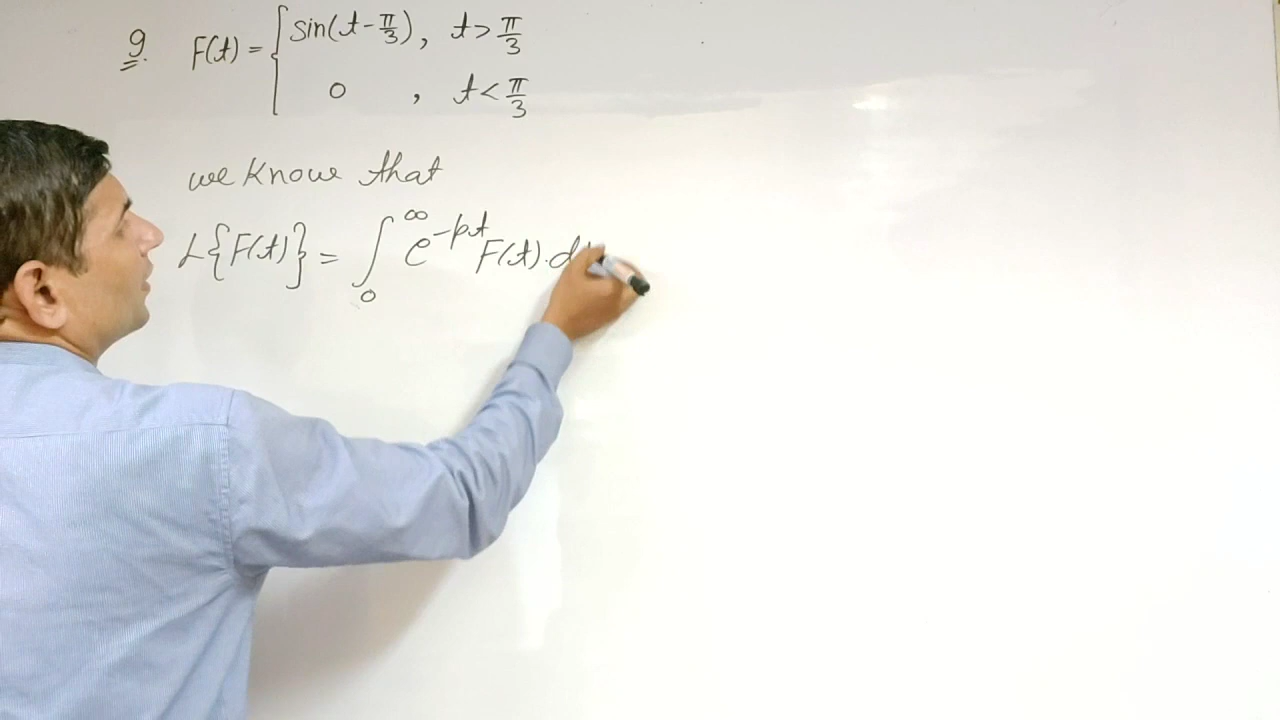 9. F(t) = { sin(t - π/3), t > π/3
0 , t < π/3
we know that
L{F(t)} = ∫₀^∞ e^{-pt} F(t).dt